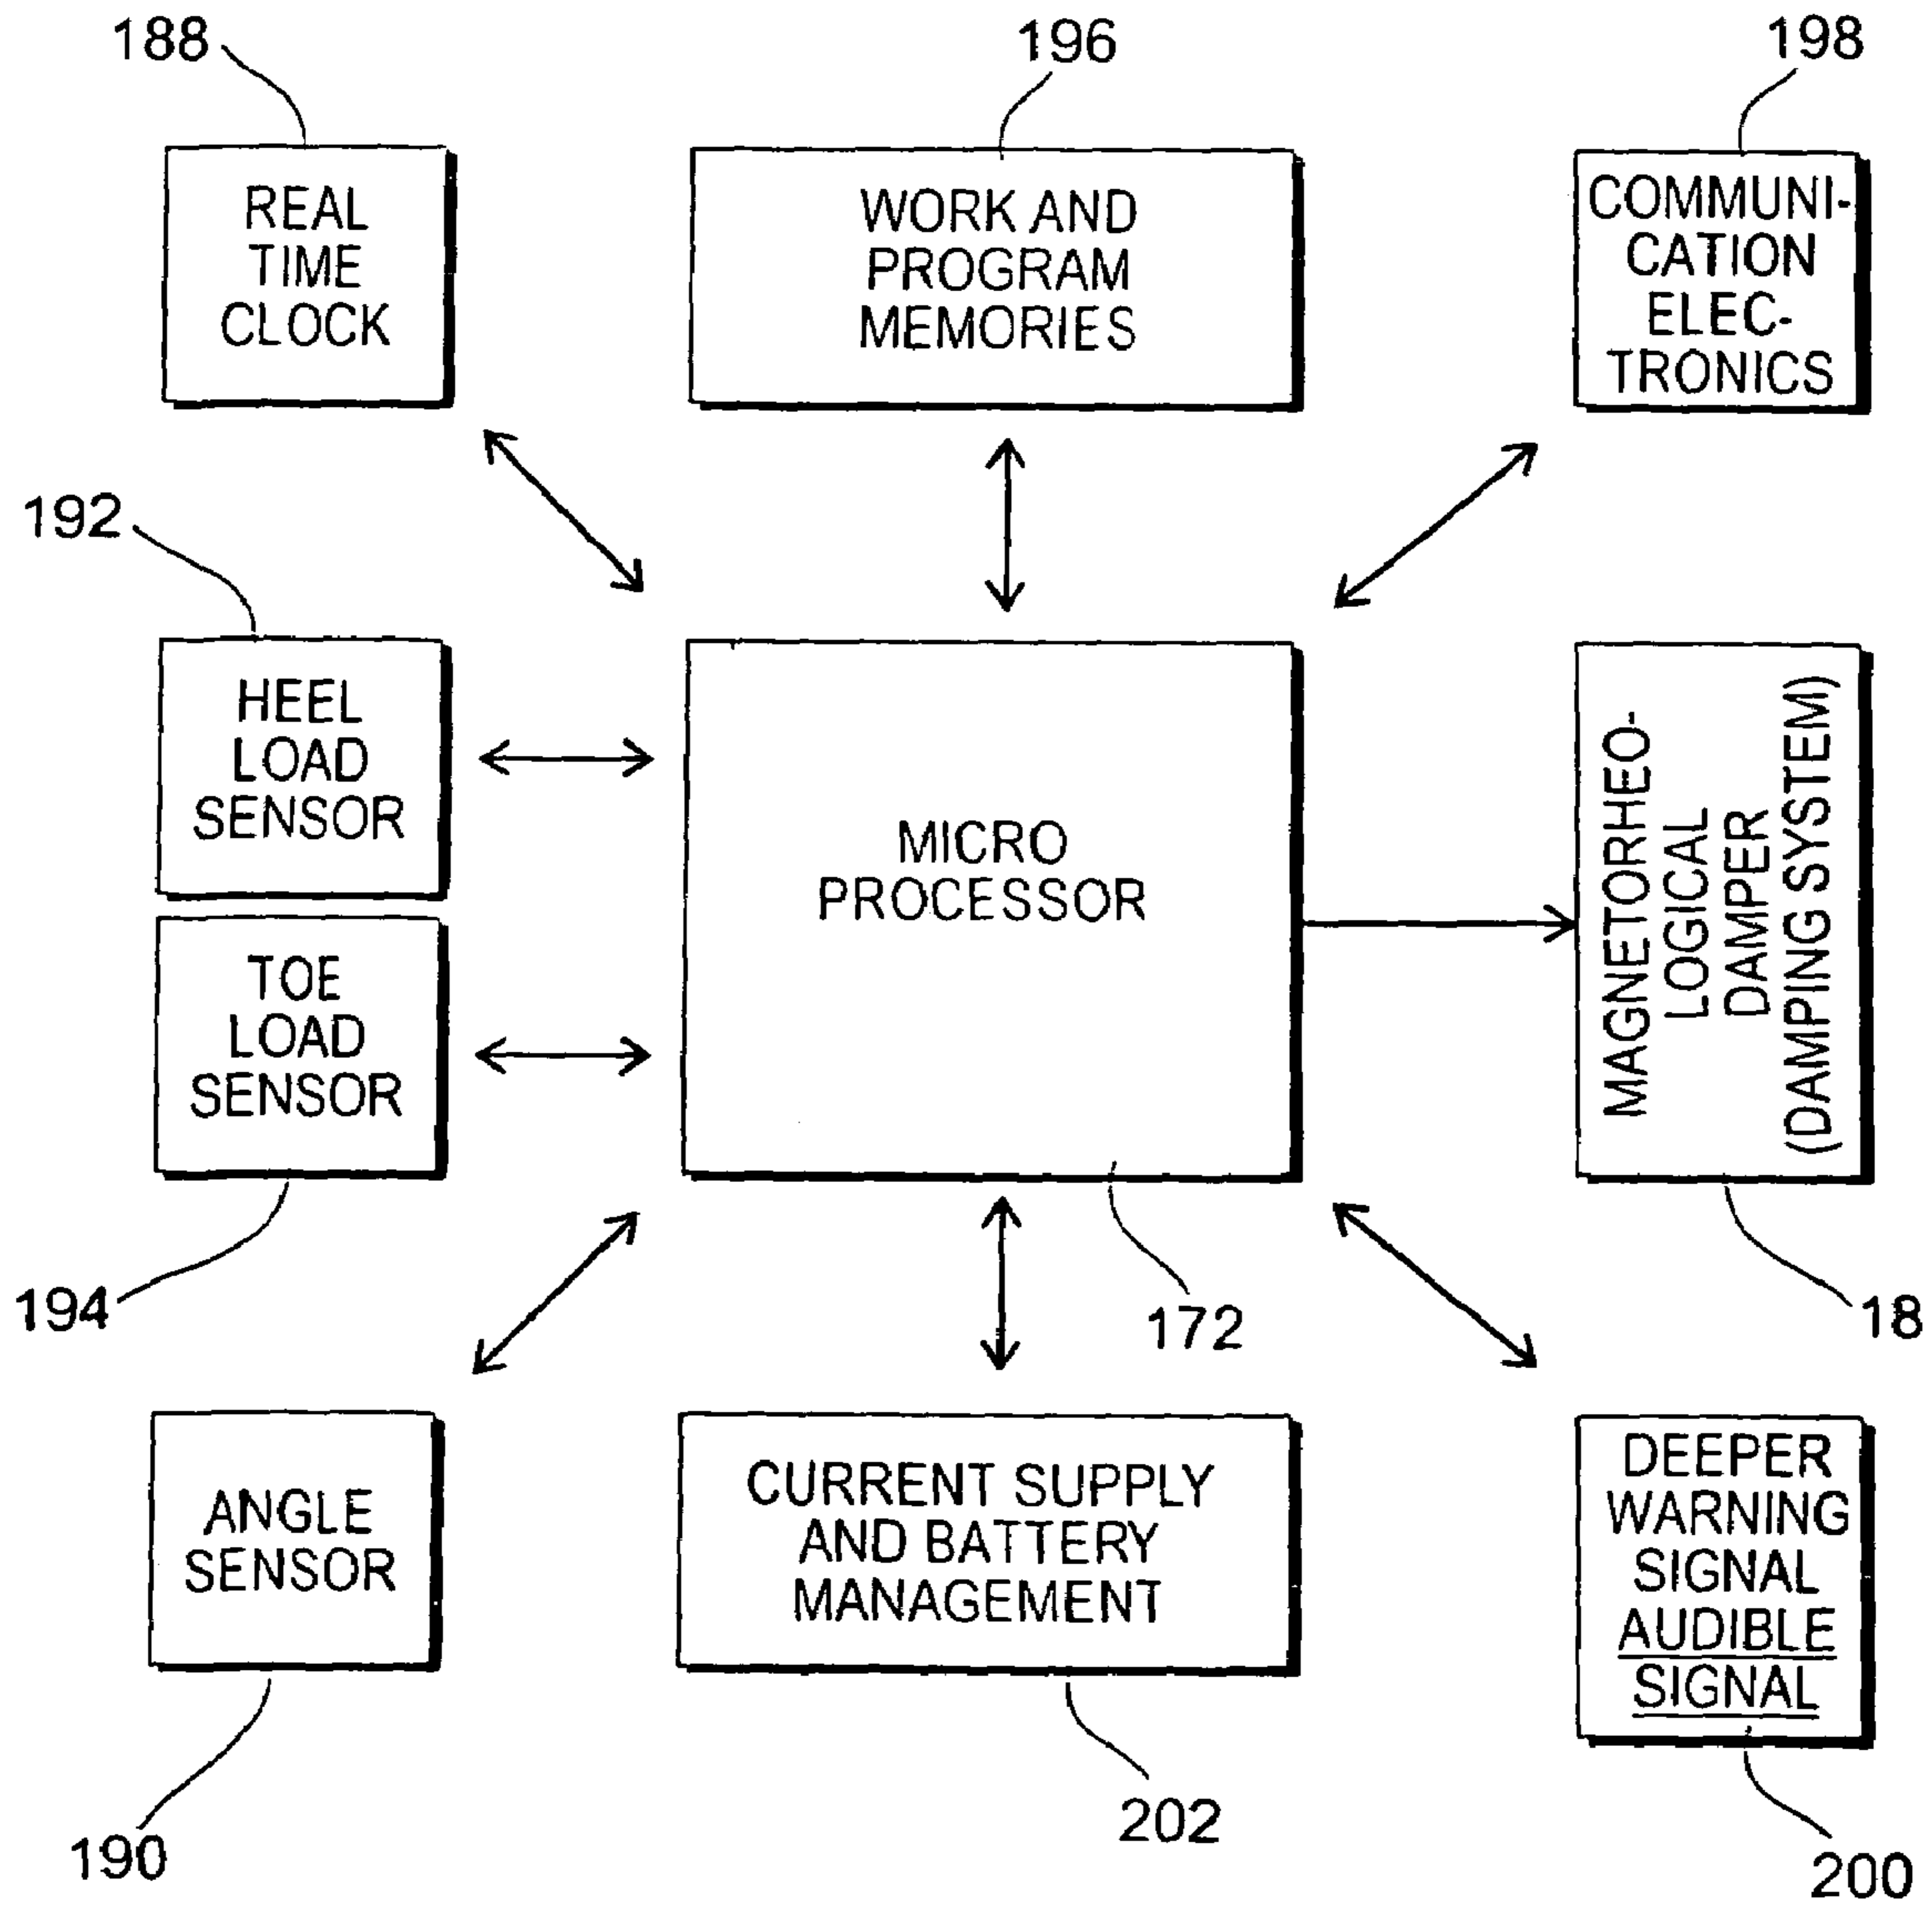 188
196
198
REAL
TIME
CLOCK
WORK AND
PROGRAM
MEMORIES
COMMUNI-
CATION
ELEC-
TRONICS
192
HEEL
LOAD
SENSOR
TOE
LOAD
SENSOR
194
MICRO
PROCESSOR
172
MAGNETORHEO-
LOGICAL
DAMPER
(DAMPING SYSTEM)
18
ANGLE
SENSOR
190
CURRENT SUPPLY
AND BATTERY
MANAGEMENT
202
DEEPER
WARNING
SIGNAL
AUDIBLE
SIGNAL
200